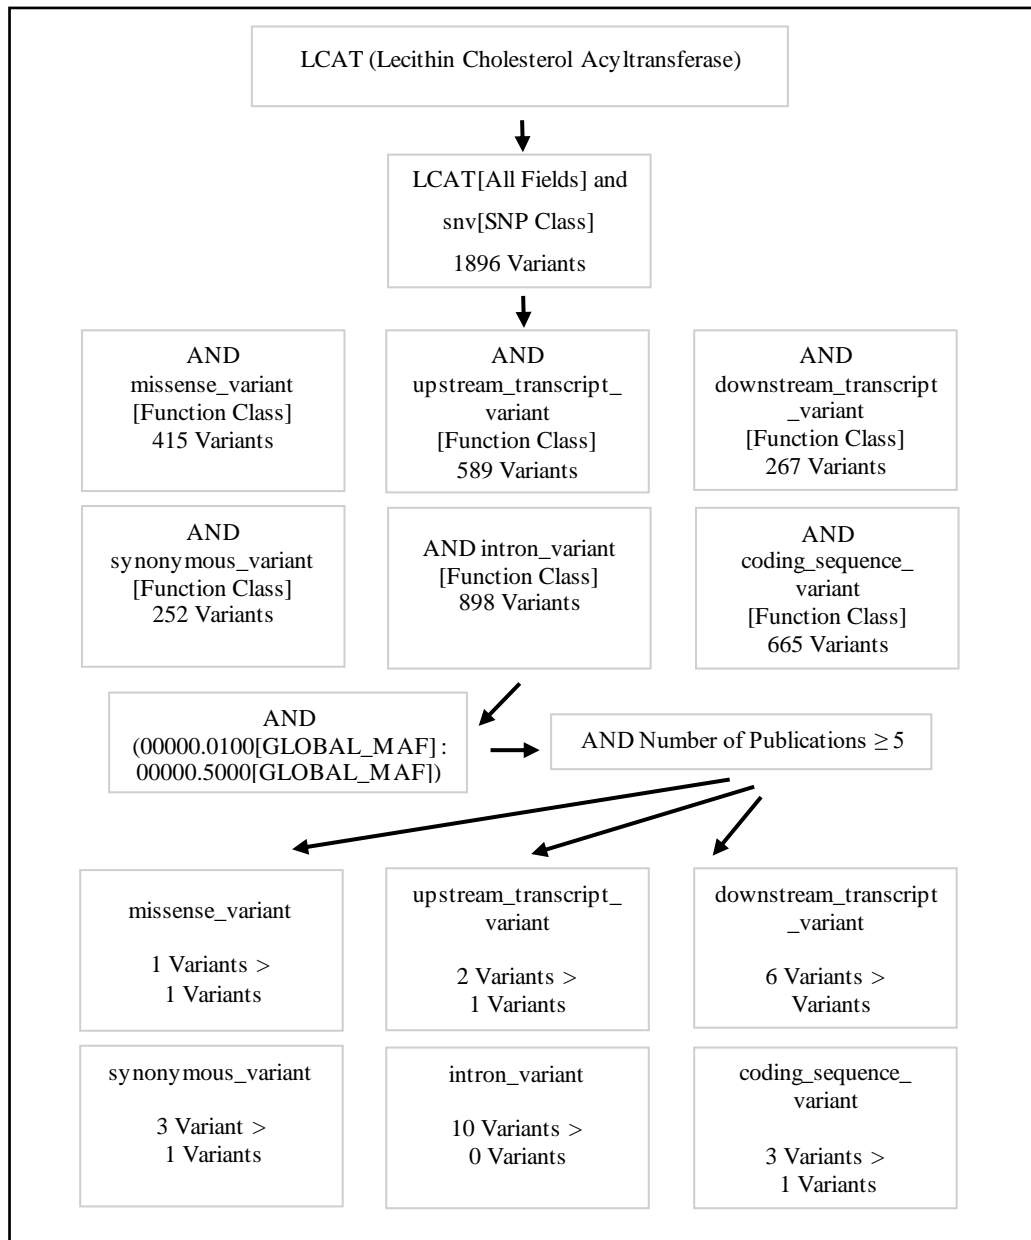 LCAT (Lecithin Cholesterol Acyltransferase)
LCAT[All Fields] and
snv[SNP Class]
1896 Variants
AND
missense_variant
[Function Class]
415 Variants
AND
upstream_transcript_
variant
[Function Class]
589 Variants
AND
downstream_transcript
_variant
[Function Class]
267 Variants
AND
synonymous_variant
[Function Class]
252 Variants
AND intron_variant
[Function Class]
898 Variants
AND
coding_sequence_
variant
[Function Class]
665 Variants
AND
(00000.0100[GLOBAL_MAF] :
00000.5000[GLOBAL_MAF])
AND Number of Publications ≥ 5
missense_variant
1 Variants >
1 Variants
upstream_transcript_
variant
2 Variants >
1 Variants
downstream_transcript
_variant
6 Variants >
Variants
synonymous_variant
3 Variant >
1 Variants
intron_variant
10 Variants >
0 Variants
coding_sequence_
variant
3 Variants >
1 Variants